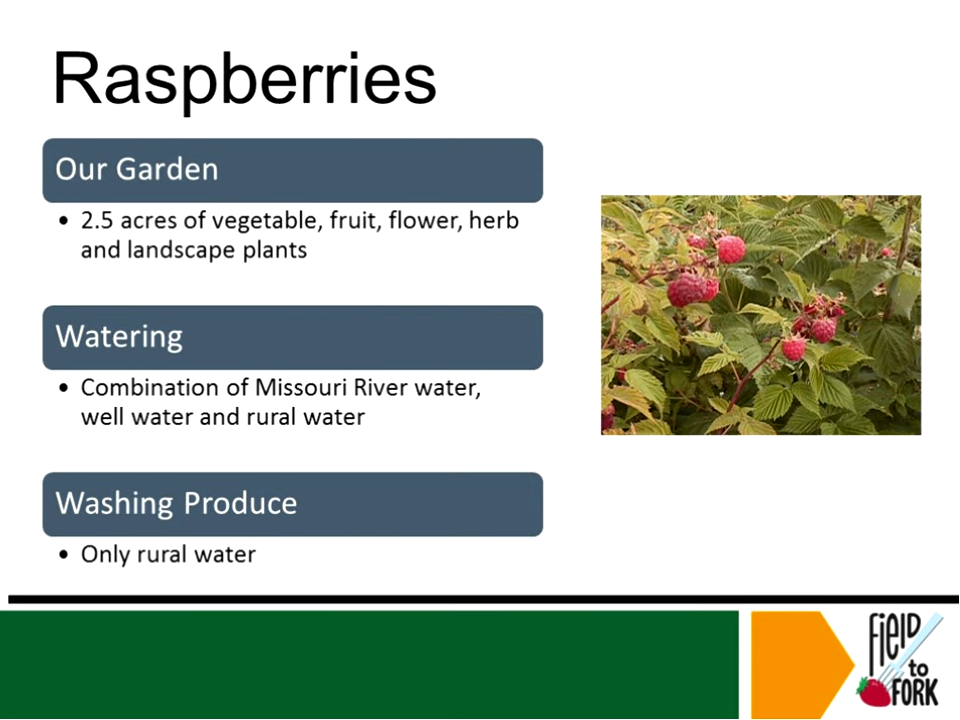 Raspberries
Our Garden
• 2.5 acres of vegetable, fruit, flower, herb
and landscape plants
Watering
• Combination of Missouri River water,
well water and rural water
Washing Produce
• Only rural water
FiElD
to
FORK